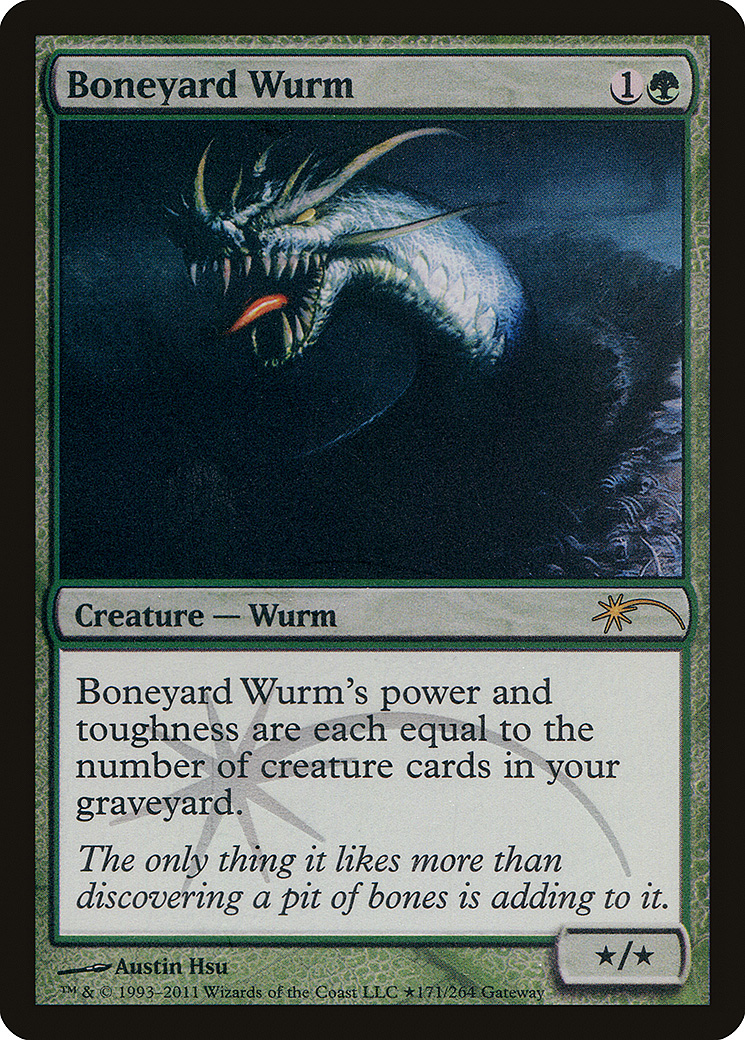 Boneyard Wurm 1
Creature — Wurm
Boneyard Wurm's power and
toughness are each equal to the
number of creature cards in your
graveyard.
The only thing it likes more than
discovering a pit of bones is adding to it.
★/★
Austin Hsu
™ & © 1993–2011 Wizards of the Coast LLC ★171/264 Gateway